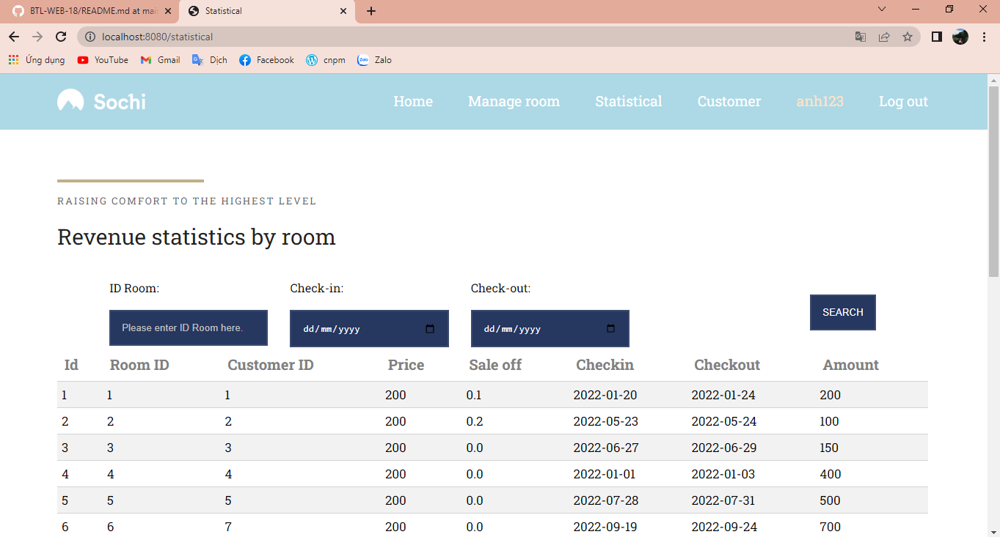 BTL-WEB-18/README.md at mai
Statistical
localhost:8080/statistical
Ứng dụng YouTube Gmail Dịch Facebook cnpm Zalo Zalo
Sochi Home Manage room Statistical Customer anh123 Log out
RAISING COMFORT TO THE HIGHEST LEVEL
Revenue statistics by room
ID Room: Check-in: Check-out:
Please enter ID Room here. dd/mm/yyyy dd/mm/yyyy SEARCH
Id Room ID Customer ID Price Sale off Checkin Checkout Amount
1 1 1 200 0.1 2022-01-20 2022-01-24 200
2 2 2 200 0.2 2022-05-23 2022-05-24 100
3 3 3 200 0.0 2022-06-27 2022-06-29 150
4 4 4 200 0.0 2022-01-01 2022-01-03 400
5 5 5 200 0.0 2022-07-28 2022-07-31 500
6 6 7 200 0.0 2022-09-19 2022-09-24 700